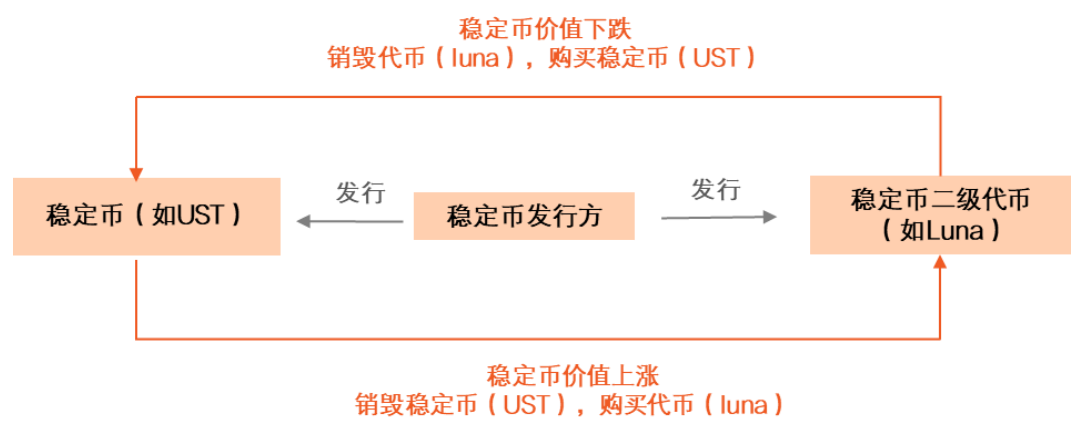 稳定币价值下跌
销毁代币（luna），购买稳定币（UST）
发行
发行
稳定币（如UST）
稳定币发行方
稳定币二级代币
（如Luna）
稳定币价值上涨
销毁稳定币（UST），购买代币（luna）